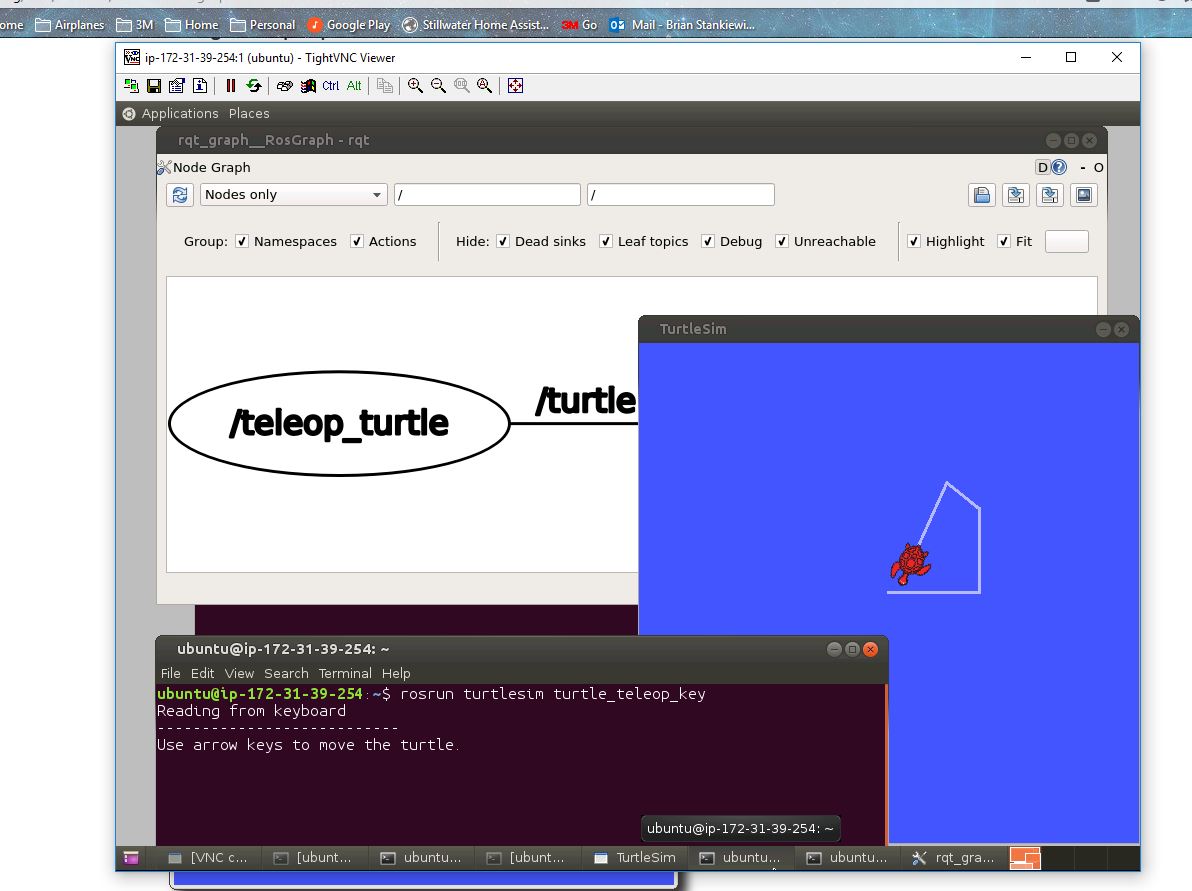 ome Airplanes 3M Home Personal Google Play Stillwater Home Assist... 3M Go Mail - Brian Stankiewi...
ip-172-31-39-254:1 (ubuntu) - TightVNC Viewer
Ctrl Alt
Applications Places
rqt_graph__RosGraph - rqt
Node Graph D - O
Nodes only / /
Group: Namespaces Actions Hide: Dead sinks Leaf topics Debug Unreachable Highlight Fit
TurtleSim
/teleop_turtle /turtle
ubuntu@ip-172-31-39-254: ~
File Edit View Search Terminal Help
ubuntu@ip-172-31-39-254:~$ rosrun turtlesim turtle_teleop_key
Reading from keyboard
---------------------------
Use arrow keys to move the turtle.
ubuntu@ip-172-31-39-254: ~
[VNC c... [ubunt... ubuntu... [ubunt... TurtleSim ubuntu... ubuntu... rqt_gra...